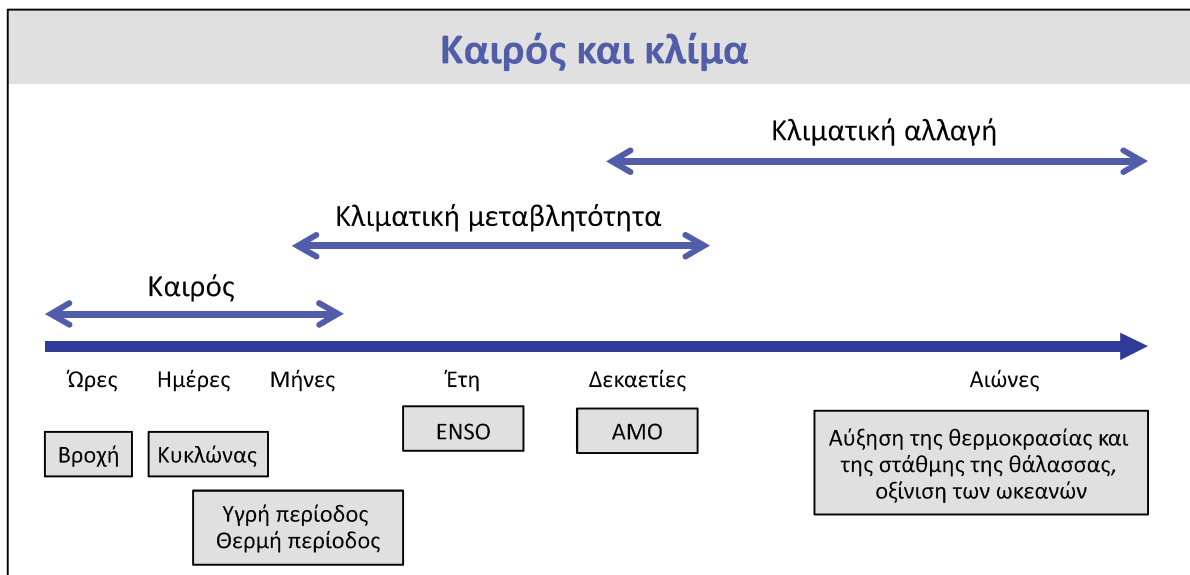 Καιρός και κλίμα
Κλιματική αλλαγή
Κλιματική μεταβλητότητα
Καιρός
Ώρες
Ημέρες
Μήνες
Έτη
Δεκαετίες
Αιώνες
Βροχή
Κυκλώνας
ENSO
AMO
Αύξηση της θερμοκρασίας και
της στάθμης της θάλασσας,
οξίνιση των ωκεανών
Υγρή περίοδος
Θερμή περίοδος